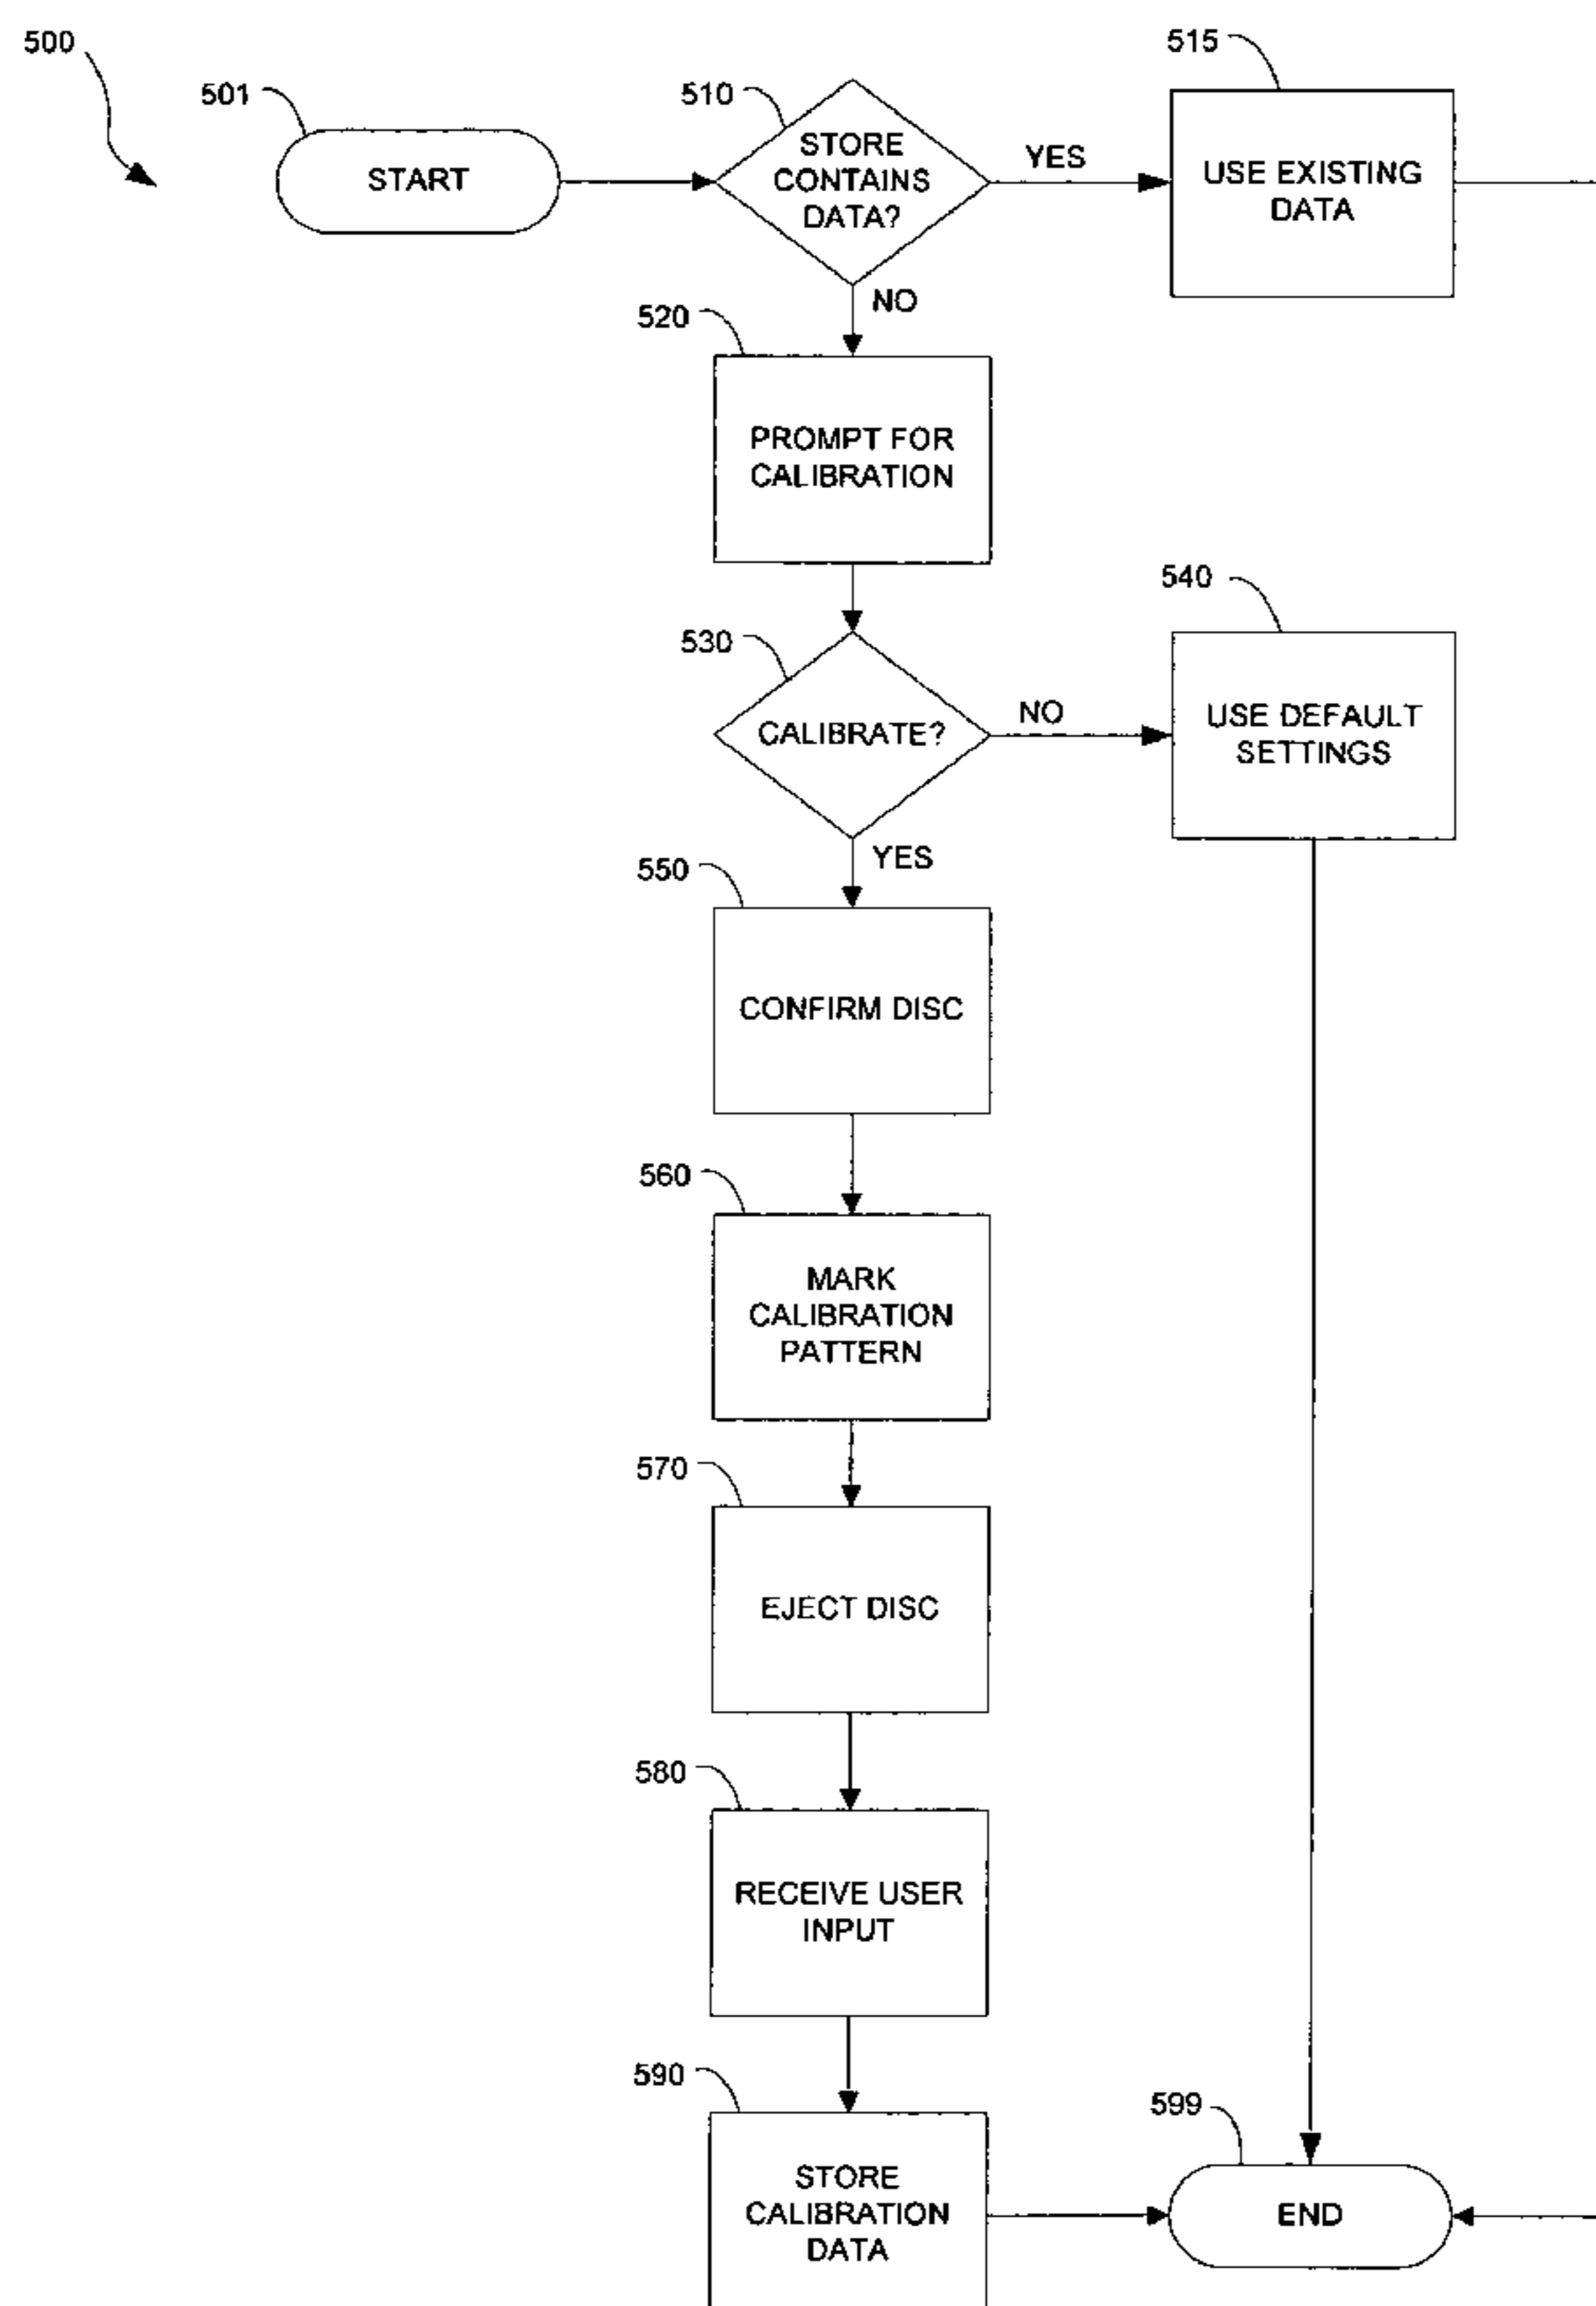 500
501
START
510
STORE
CONTAINS
DATA?
YES
515
USE EXISTING
DATA
NO
520
PROMPT FOR
CALIBRATION
530
CALIBRATE?
NO
540
USE DEFAULT
SETTINGS
YES
550
CONFIRM DISC
560
MARK
CALIBRATION
PATTERN
570
EJECT DISC
580
RECEIVE USER
INPUT
590
STORE
CALIBRATION
DATA
599
END